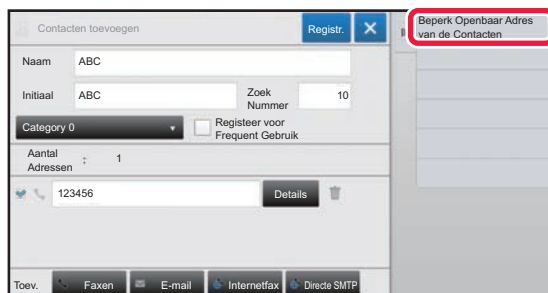 Contacten toevoegen
Registr.
Beperk Openbaar Adres
van de Contacten
Naam
ABC
Initiaal
ABC
Zoek
Nummer
10
Category 0
Registeer voor
Frequent Gebruik
Aantal
Adressen
:
1
123456
Details
Toev.
Faxen
E-mail
Internetfax
Directe SMTP